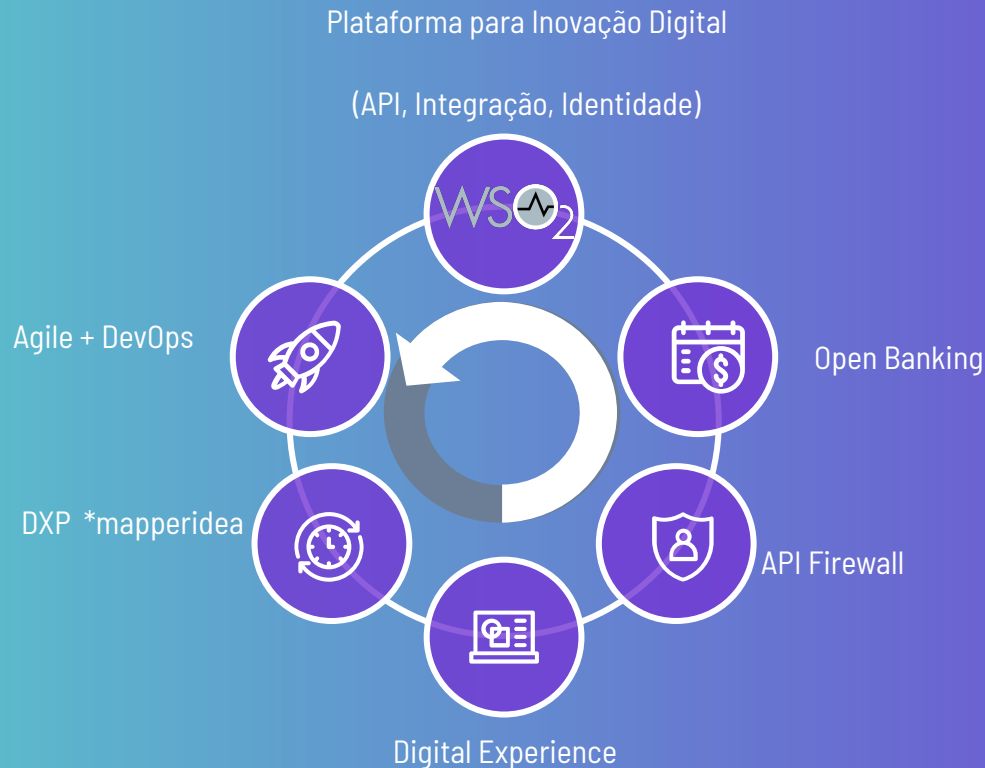 Plataforma para Inovação Digital
(API, Integração, Identidade)
WSO2
Agile + DevOps
$
Open Banking
DXP *mapperidea
API Firewall
Digital Experience